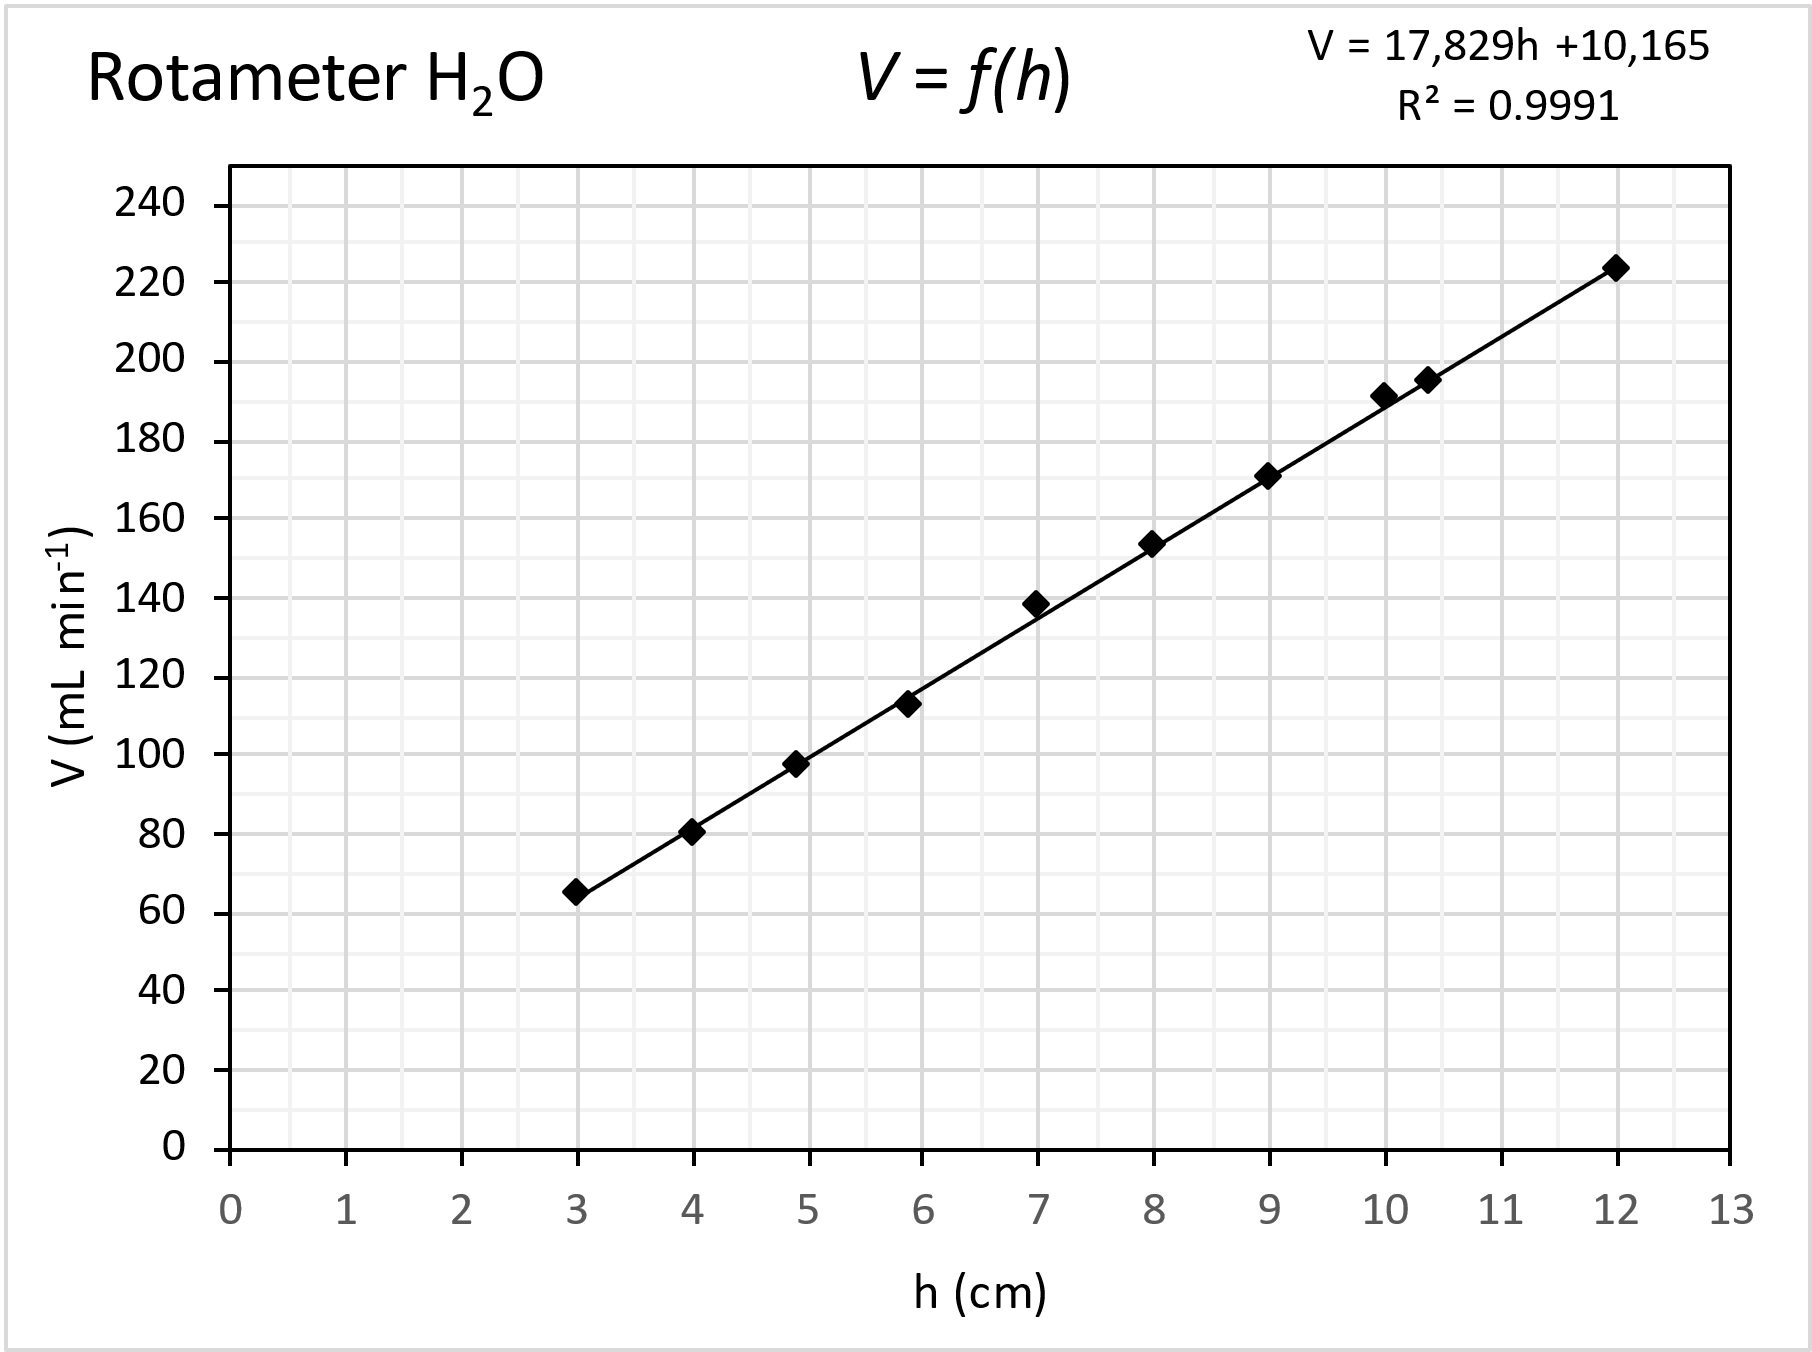 Rotameter H₂O
V = f(h)
V = 17,829h +10,165
R² = 0.9991
V (mL min⁻¹)
240
220
200
180
160
140
120
100
80
60
40
20
0
0 1 2 3 4 5 6 7 8 9 10 11 12 13
h (cm)